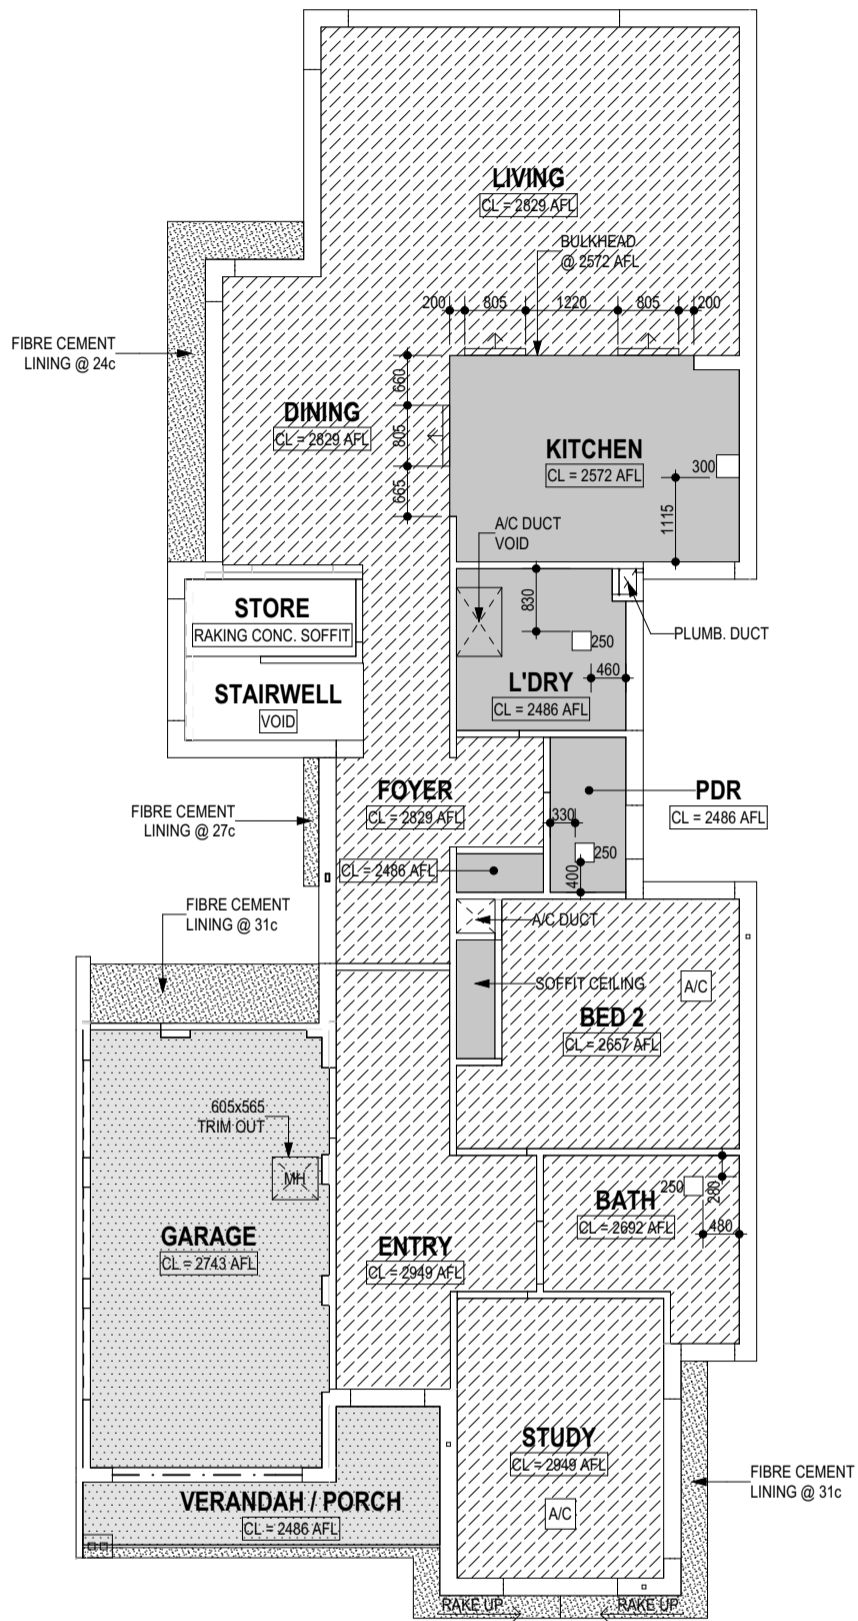 LIVING
CL = 2829 AFL
BULKHEAD
@ 2572 AFL
200
805
1220
805
200
FIBRE CEMENT
LINING @ 24c
660
805
665
DINING
CL = 2829 AFL
KITCHEN
CL = 2572 AFL
300
1115
A/C DUCT
VOID
830
STORE
RAKING CONC. SOFFIT
250
PLUMB. DUCT
460
L'DRY
CL = 2486 AFL
STAIRWELL
VOID
FOYER
CL = 2829 AFL
PDR
CL = 2486 AFL
FIBRE CEMENT
LINING @ 27c
330
250
400
CL = 2486 AFL
FIBRE CEMENT
LINING @ 31c
A/C DUCT
SOFFIT CEILING
A/C
BED 2
CL = 2657 AFL
605x565
TRIM OUT
MH
250
280
BATH
CL = 2692 AFL
480
GARAGE
CL = 2743 AFL
ENTRY
CL = 2949 AFL
STUDY
CL = 2949 AFL
A/C
FIBRE CEMENT
LINING @ 31c
VERANDAH / PORCH
CL = 2486 AFL
RAKE UP
RAKE UP